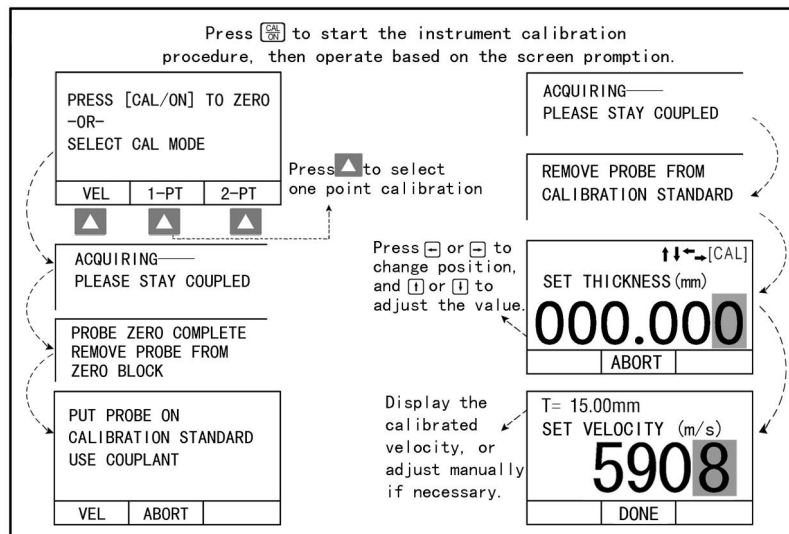 Press CAL ON to start the instrument calibration
procedure, then operate based on the screen promption.
PRESS [CAL/ON] TO ZERO
-OR-
SELECT CAL MODE
VEL 1-PT 2-PT
Press to select
one point calibration
ACQUIRING——
PLEASE STAY COUPLED
PROBE ZERO COMPLETE
REMOVE PROBE FROM
ZERO BLOCK
PUT PROBE ON
CALIBRATION STANDARD
USE COUPLANT
VEL ABORT
ACQUIRING——
PLEASE STAY COUPLED
REMOVE PROBE FROM
CALIBRATION STANDARD
Press ← or → to
change position,
and ↑ or ↓ to
adjust the value.
↑↓←→[CAL]
SET THICKNESS(mm)
000.000
ABORT
Display the
calibrated
velocity, or
adjust manually
if necessary.
T= 15.00mm
SET VELOCITY (m/s)
5908
DONE